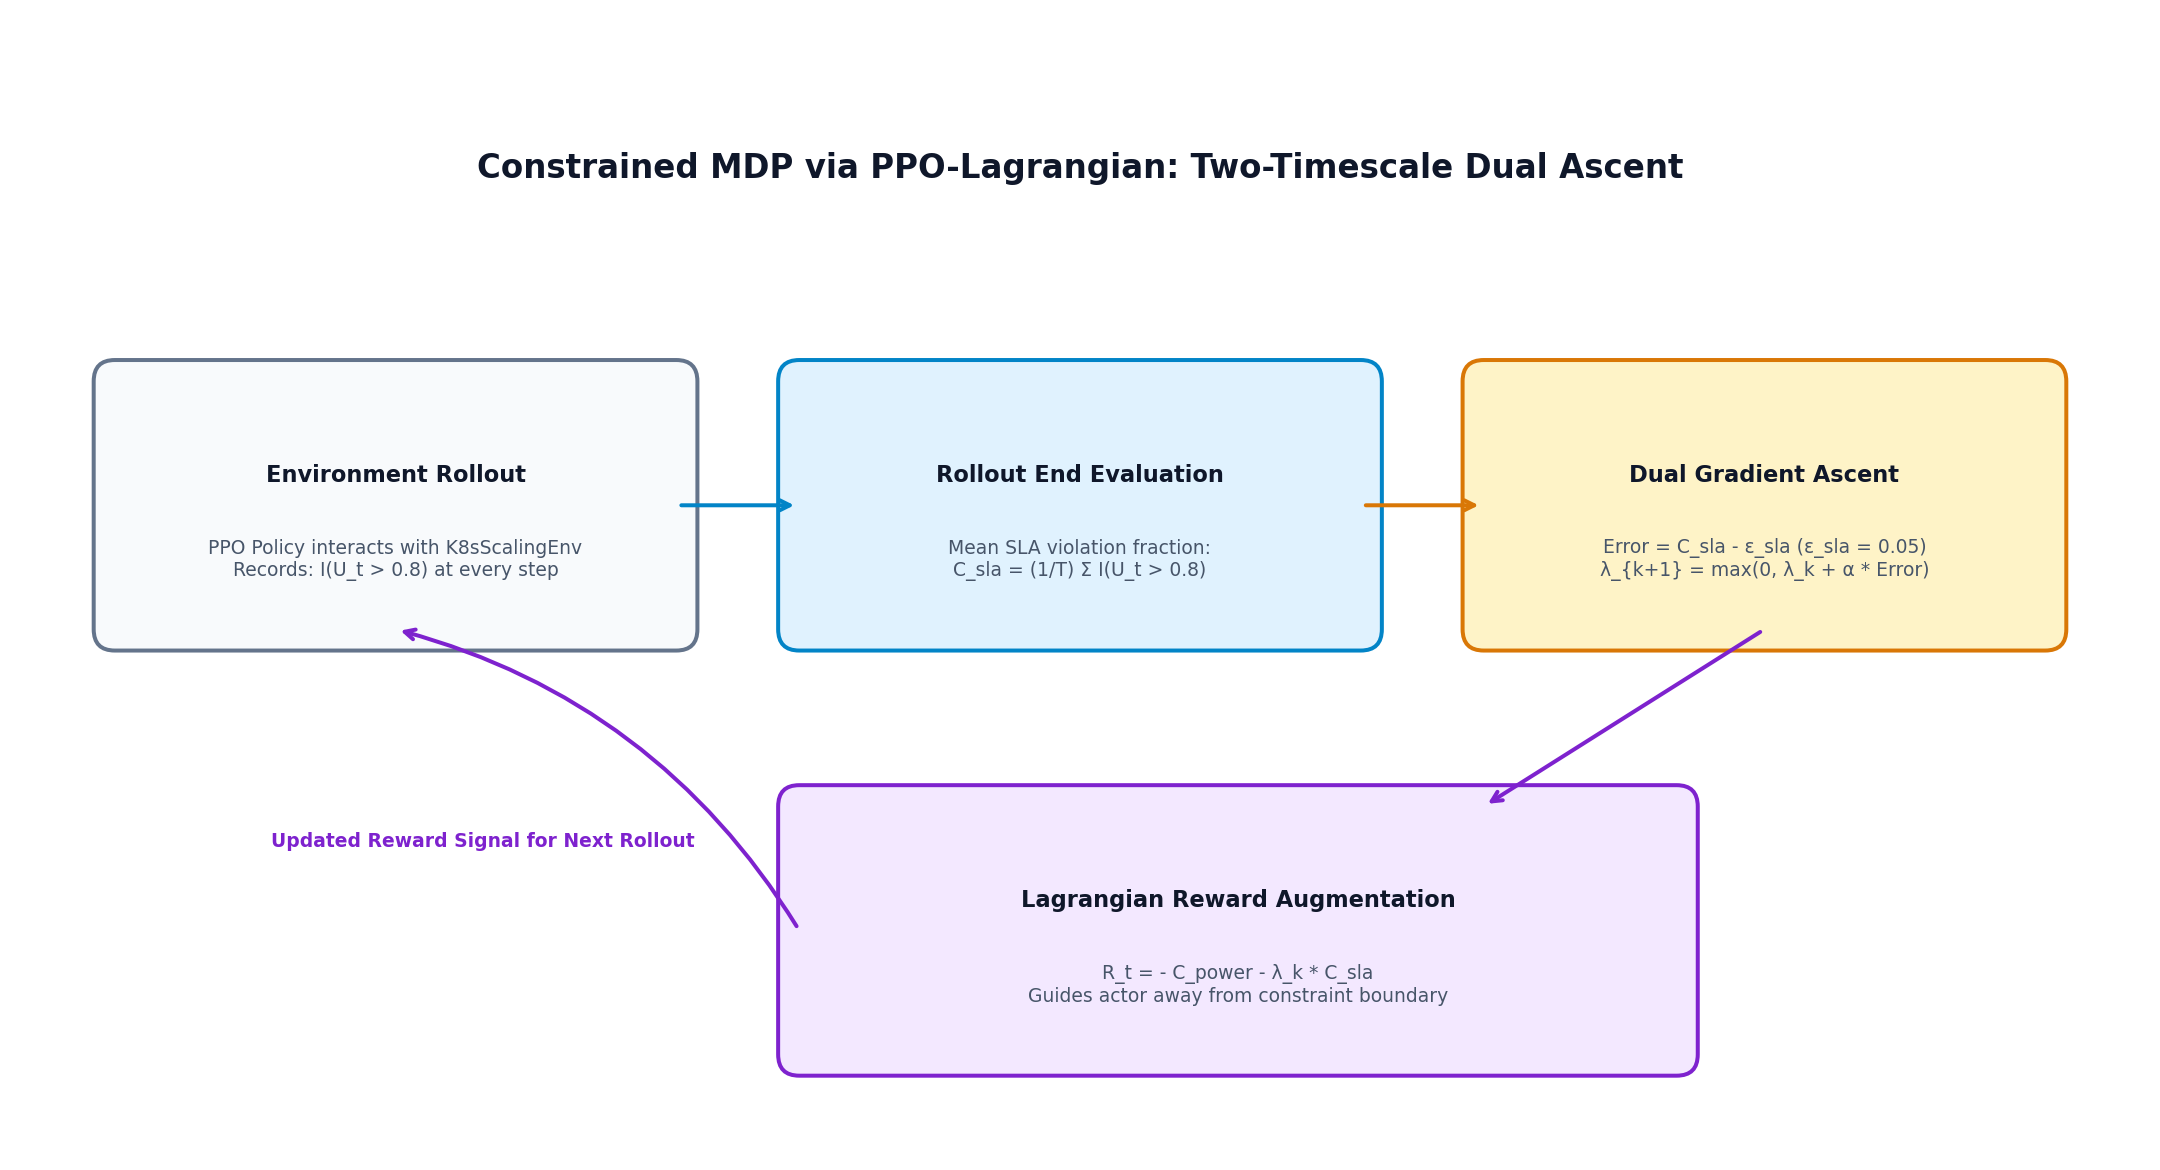 Constrained MDP via PPO-Lagrangian: Two-Timescale Dual Ascent
Environment Rollout
PPO Policy interacts with K8sScalingEnv
Records: I(U_t > 0.8) at every step
Rollout End Evaluation
Mean SLA violation fraction:
C_sla = (1/T) Σ I(U_t > 0.8)
Dual Gradient Ascent
Error = C_sla - ε_sla (ε_sla = 0.05)
λ_{k+1} = max(0, λ_k + α * Error)
Updated Reward Signal for Next Rollout
Lagrangian Reward Augmentation
R_t = - C_power - λ_k * C_sla
Guides actor away from constraint boundary